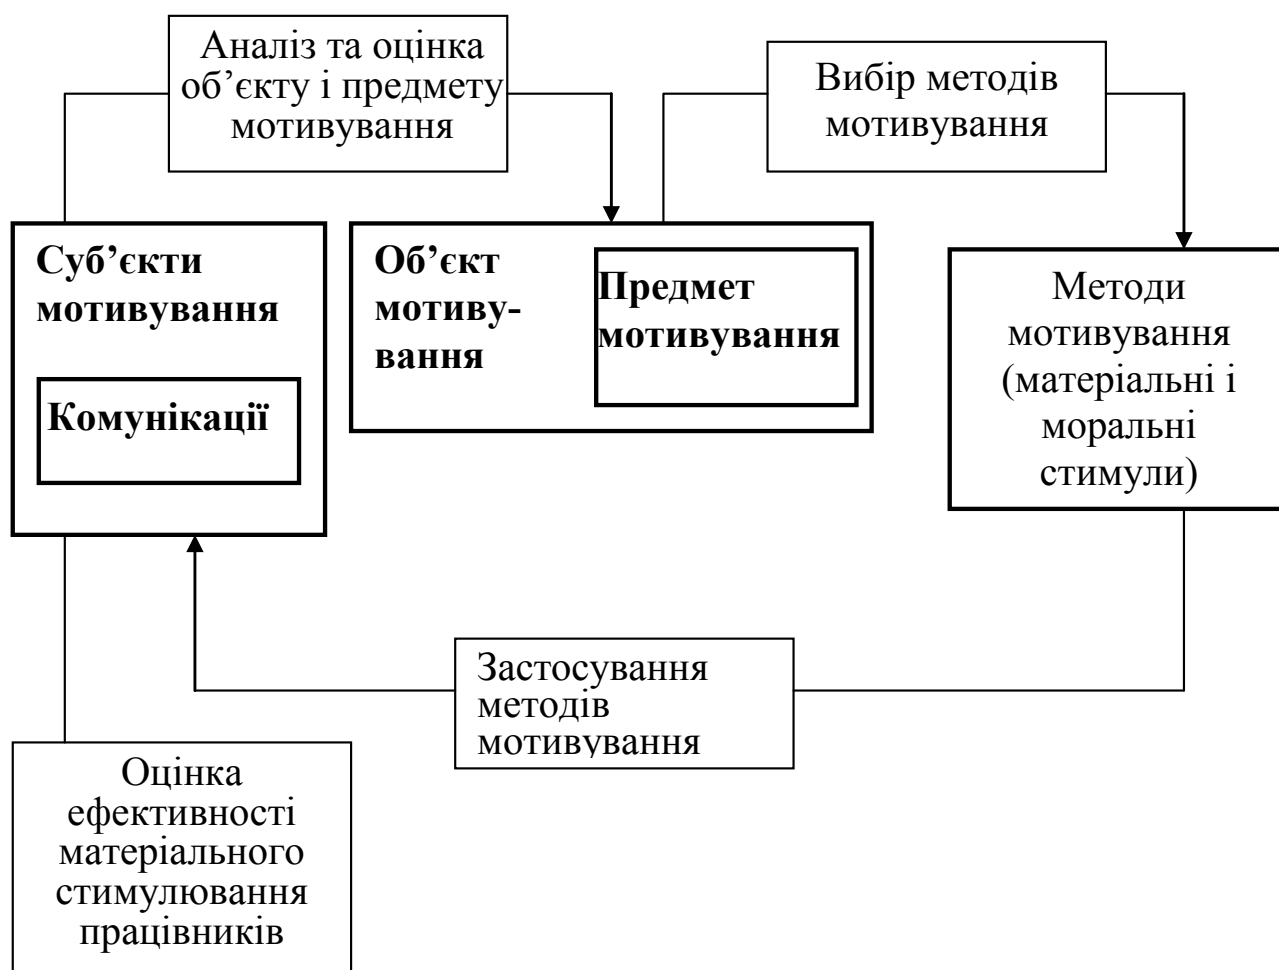 Аналіз та оцінка
об’єкту і предмету
мотивування
Вибір методів
мотивування
Суб’єкти
мотивування
Комунікації
Об’єкт
мотиву-
вання
Предмет
мотивування
Методи
мотивування
(матеріальні і
моральні
стимули)
Застосування
методів
мотивування
Оцінка
ефективності
матеріального
стимулювання
працівників